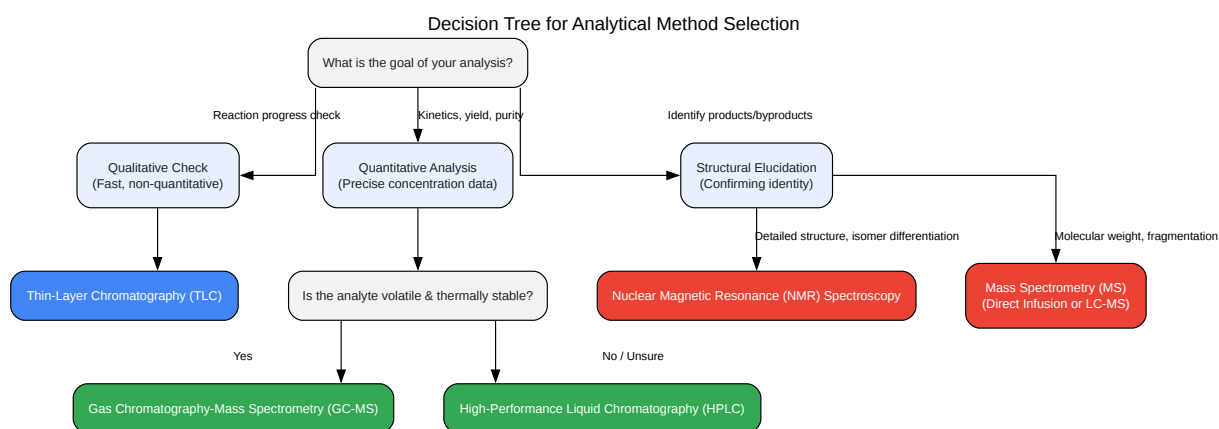 Decision Tree for Analytical Method Selection
What is the goal of your analysis?
Reaction progress check
Kinetics, yield, purity
Identify products/byproducts
Qualitative Check
(Fast, non-quantitative)
Quantitative Analysis
(Precise concentration data)
Structural Elucidation
(Confirming identity)
Detailed structure, isomer differentiation
Molecular weight, fragmentation
Thin-Layer Chromatography (TLC)
Is the analyte volatile & thermally stable?
Nuclear Magnetic Resonance (NMR) Spectroscopy
Mass Spectrometry (MS)
(Direct Infusion or LC-MS)
Yes
No / Unsure
Gas Chromatography-Mass Spectrometry (GC-MS)
High-Performance Liquid Chromatography (HPLC)